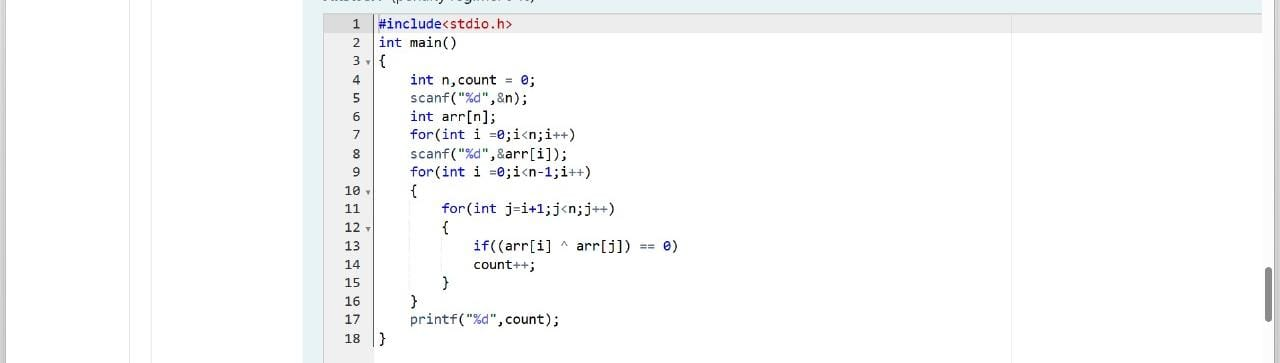 1 #include<stdio.h>
2 int main()
3 {
4 int n,count = 0;
5 scanf("%d",&n);
6 int arr[n];
7 for(int i =0;i<n;i++)
8 scanf("%d",&arr[i]);
9 for(int i =0;i<n-1;i++)
10 {
11 for(int j=i+1;j<n;j++)
12 {
13 if((arr[i] ^ arr[j]) == 0)
14 count++;
15 }
16 }
17 printf("%d",count);
18 }